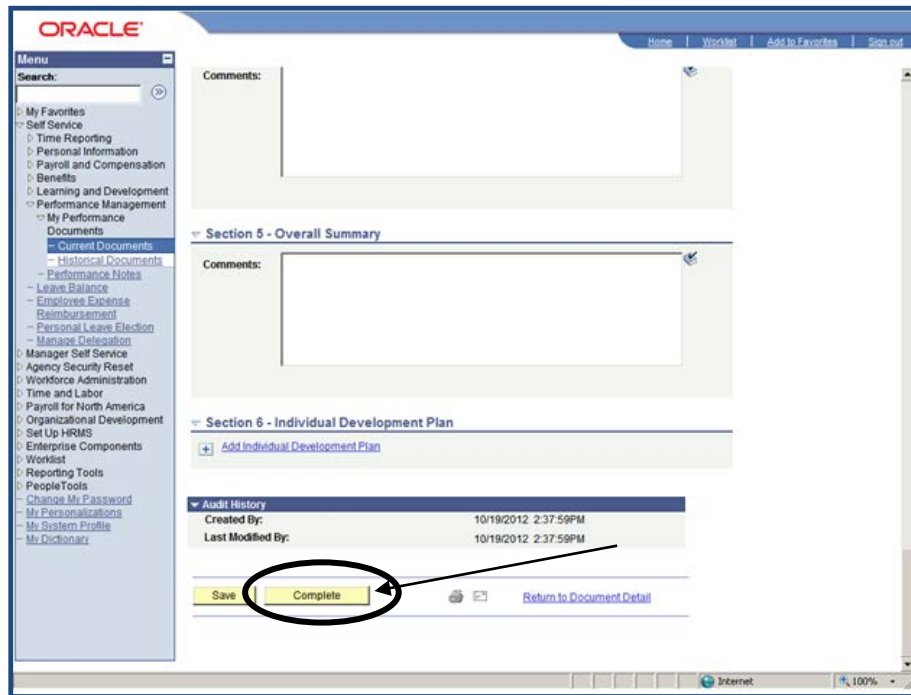 ORACLE'
Home | Worklist | Add to Favorites | Sign out
Menu
Search:
My Favorites
Self Service
Time Reporting
Personal Information
Payroll and Compensation
Benefits
Learning and Development
Performance Management
My Performance
Documents
– Current Documents
– Historical Documents
– Performance Notes
– Leave Balance
– Employee Expense
Reimbursement
– Personal Leave Election
– Manage Delegation
Manager Self Service
Agency Security Reset
Workforce Administration
Time and Labor
Payroll for North America
Organizational Development
Set Up HRMS
Enterprise Components
Worklist
Reporting Tools
PeopleTools
– Change My Password
– My Personalizations
– My System Profile
– My Dictionary
Comments:
Section 5 - Overall Summary
Comments:
Section 6 - Individual Development Plan
Add Individual Development Plan
Audit History
Created By: 10/19/2012 2:37:59PM
Last Modified By: 10/19/2012 2:37:59PM
Save Complete Return to Document Detail
Internet 100%